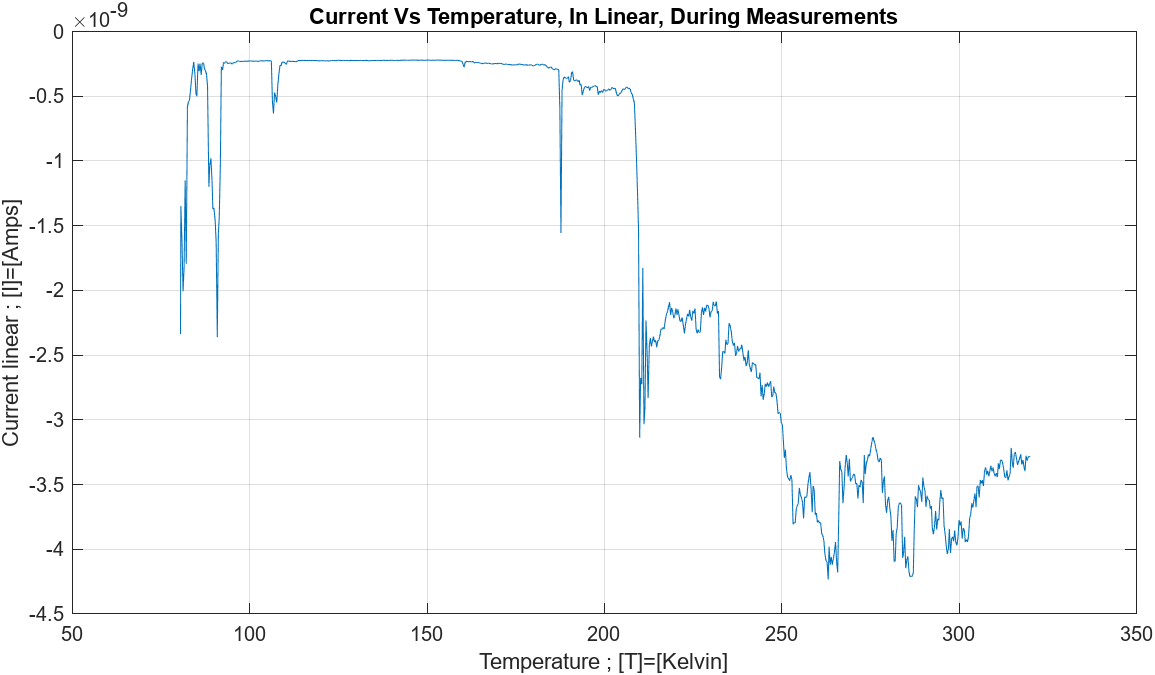 Current Vs Temperature, In Linear, During Measurements
×10-9
0
-0.5
-1
-1.5
-2
-2.5
-3
-3.5
-4
-4.5
Current linear ; [I]=[Amps]
50 100 150 200 250 300 350
Temperature ; [T]=[Kelvin]